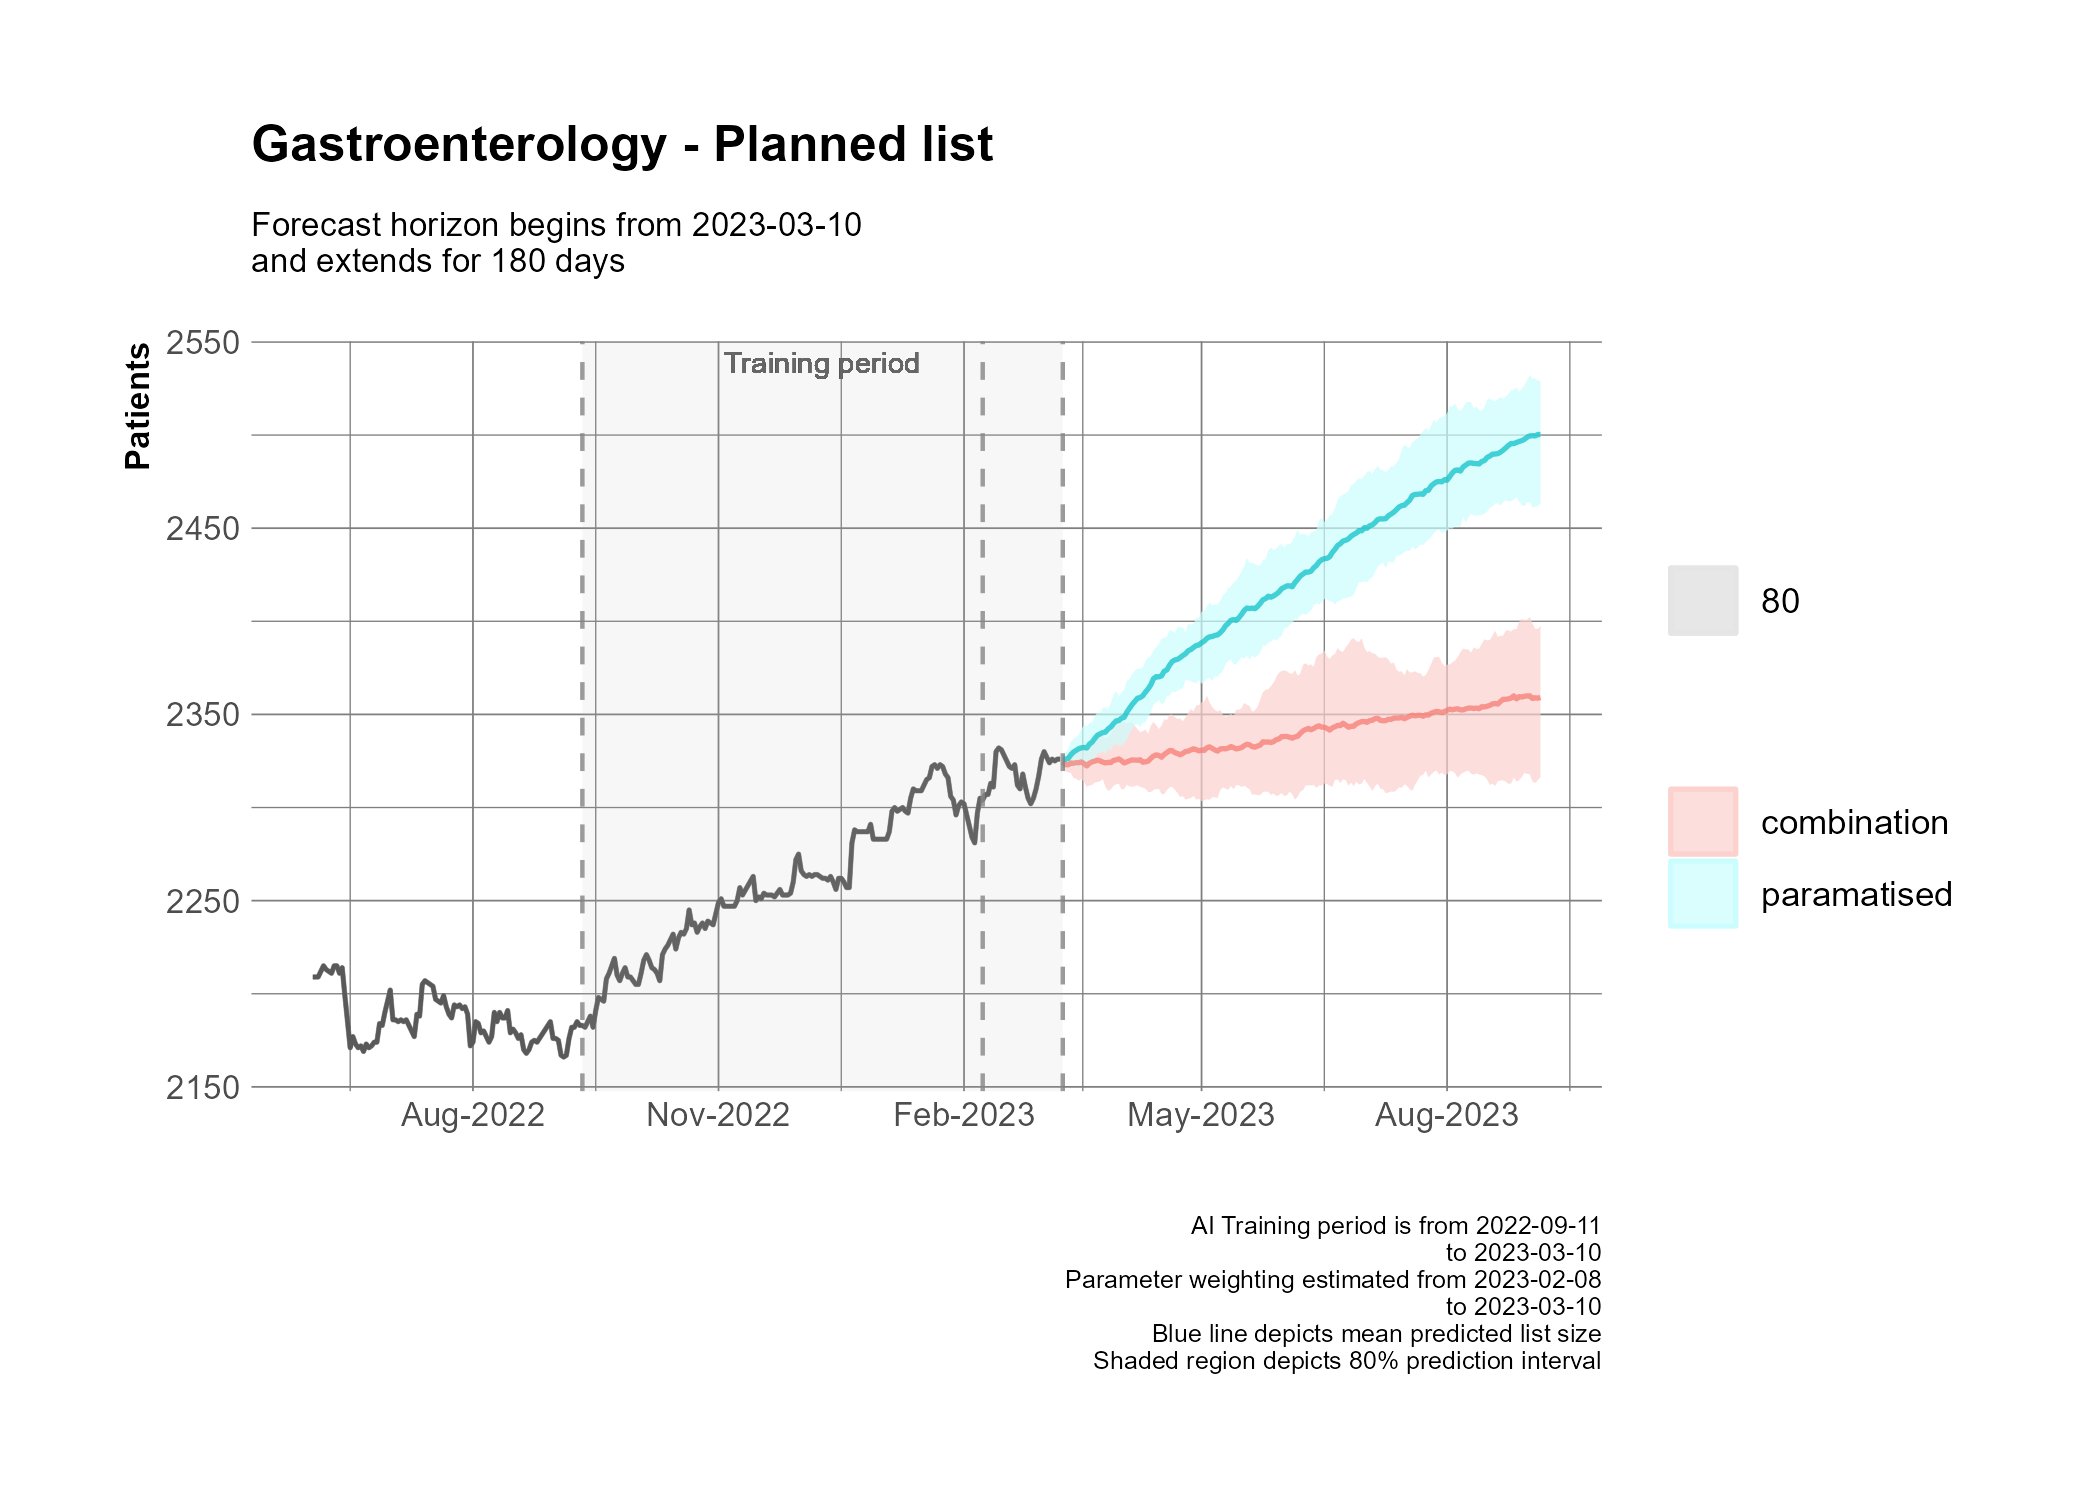 Gastroenterology - Planned list
Forecast horizon begins from 2023-03-10
and extends for 180 days
Patients
2550
2450
2350
2250
2150
Training period
Aug-2022
Nov-2022
Feb-2023
May-2023
Aug-2023
80
combination
paramatised
AI Training period is from 2022-09-11
to 2023-03-10
Parameter weighting estimated from 2023-02-08
to 2023-03-10
Blue line depicts mean predicted list size
Shaded region depicts 80% prediction interval